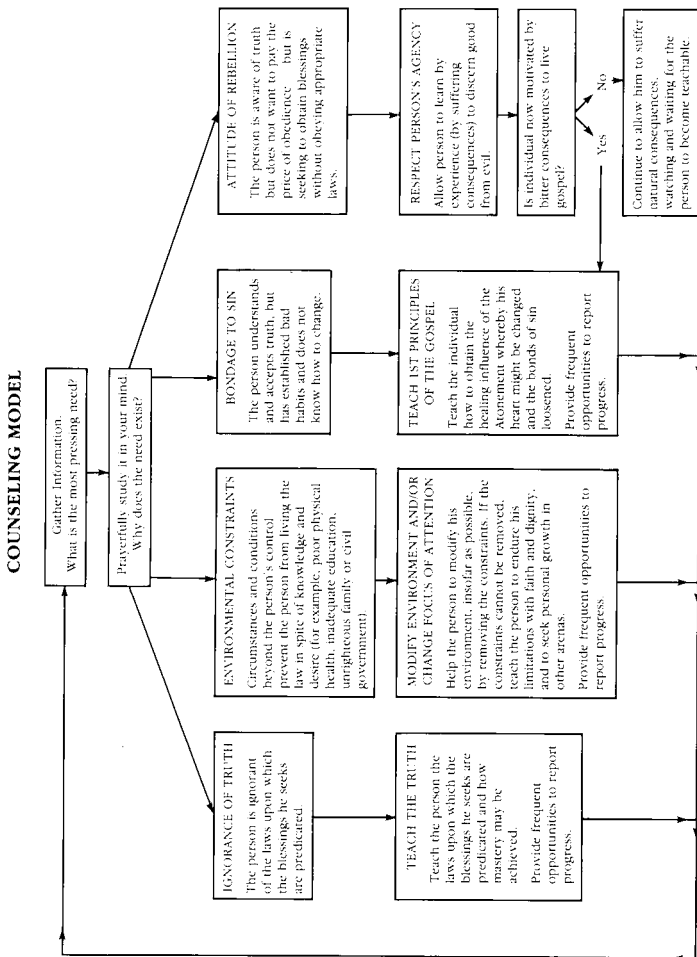 COUNSELING MODEL
Gather Information.
What is the most pressing need?
Prayerfully study it in your mind
Why does the need exist?
IGNORANCE OF TRUTH
The person is ignorant
of the laws upon which
the blessings he seeks
are predicated.
ENVIRONMENTAL CONSTRAINTS
Circumstances and conditions
beyond the person's control
prevent the person from living the
law in spite of knowledge and
desire (for example, poor physical
health, inadequate education,
unrighteous family or civil
government).
BONDAGE TO SIN
The person understands
and accepts truth, but
has established bad
habits and does not
know how to change.
ATTITUDE OF REBELLION
The person is aware of truth
but does not want to pay the
price of obedience but is
seeking to obtain blessings
without obeying appropriate
laws.
TEACH THE TRUTH
Teach the person the
laws upon which the
blessings he seeks are
predicated and how
mastery may be
achieved.
Provide frequent
opportunities to report
progress.
MODIFY ENVIRONMENT AND/OR
CHANGE FOCUS OF ATTENTION
Help the person to modify his
environment, insofar as possible,
by removing the constraints. If the
constraints cannot be removed,
teach the person to endure his
limitations with faith and dignity,
and to seek personal growth in
other arenas.
Provide frequent opportunities to
report progress.
TEACH 1ST PRINCIPLES
OF THE GOSPEL
Teach the individual
how to obtain the
healing influence of the
Atonement whereby his
heart might be changed
and the bonds of sin
loosened.
Provide frequent
opportunities to report
progress.
RESPECT PERSON'S AGENCY
Allow person to learn by
experience (by suffering
consequences) to discern good
from evil.
Is individual now motivated by
bitter consequences to live
gospel?
Yes
No
Continue to allow him to suffer
natural consequences,
watching and waiting for the
person to become teachable.